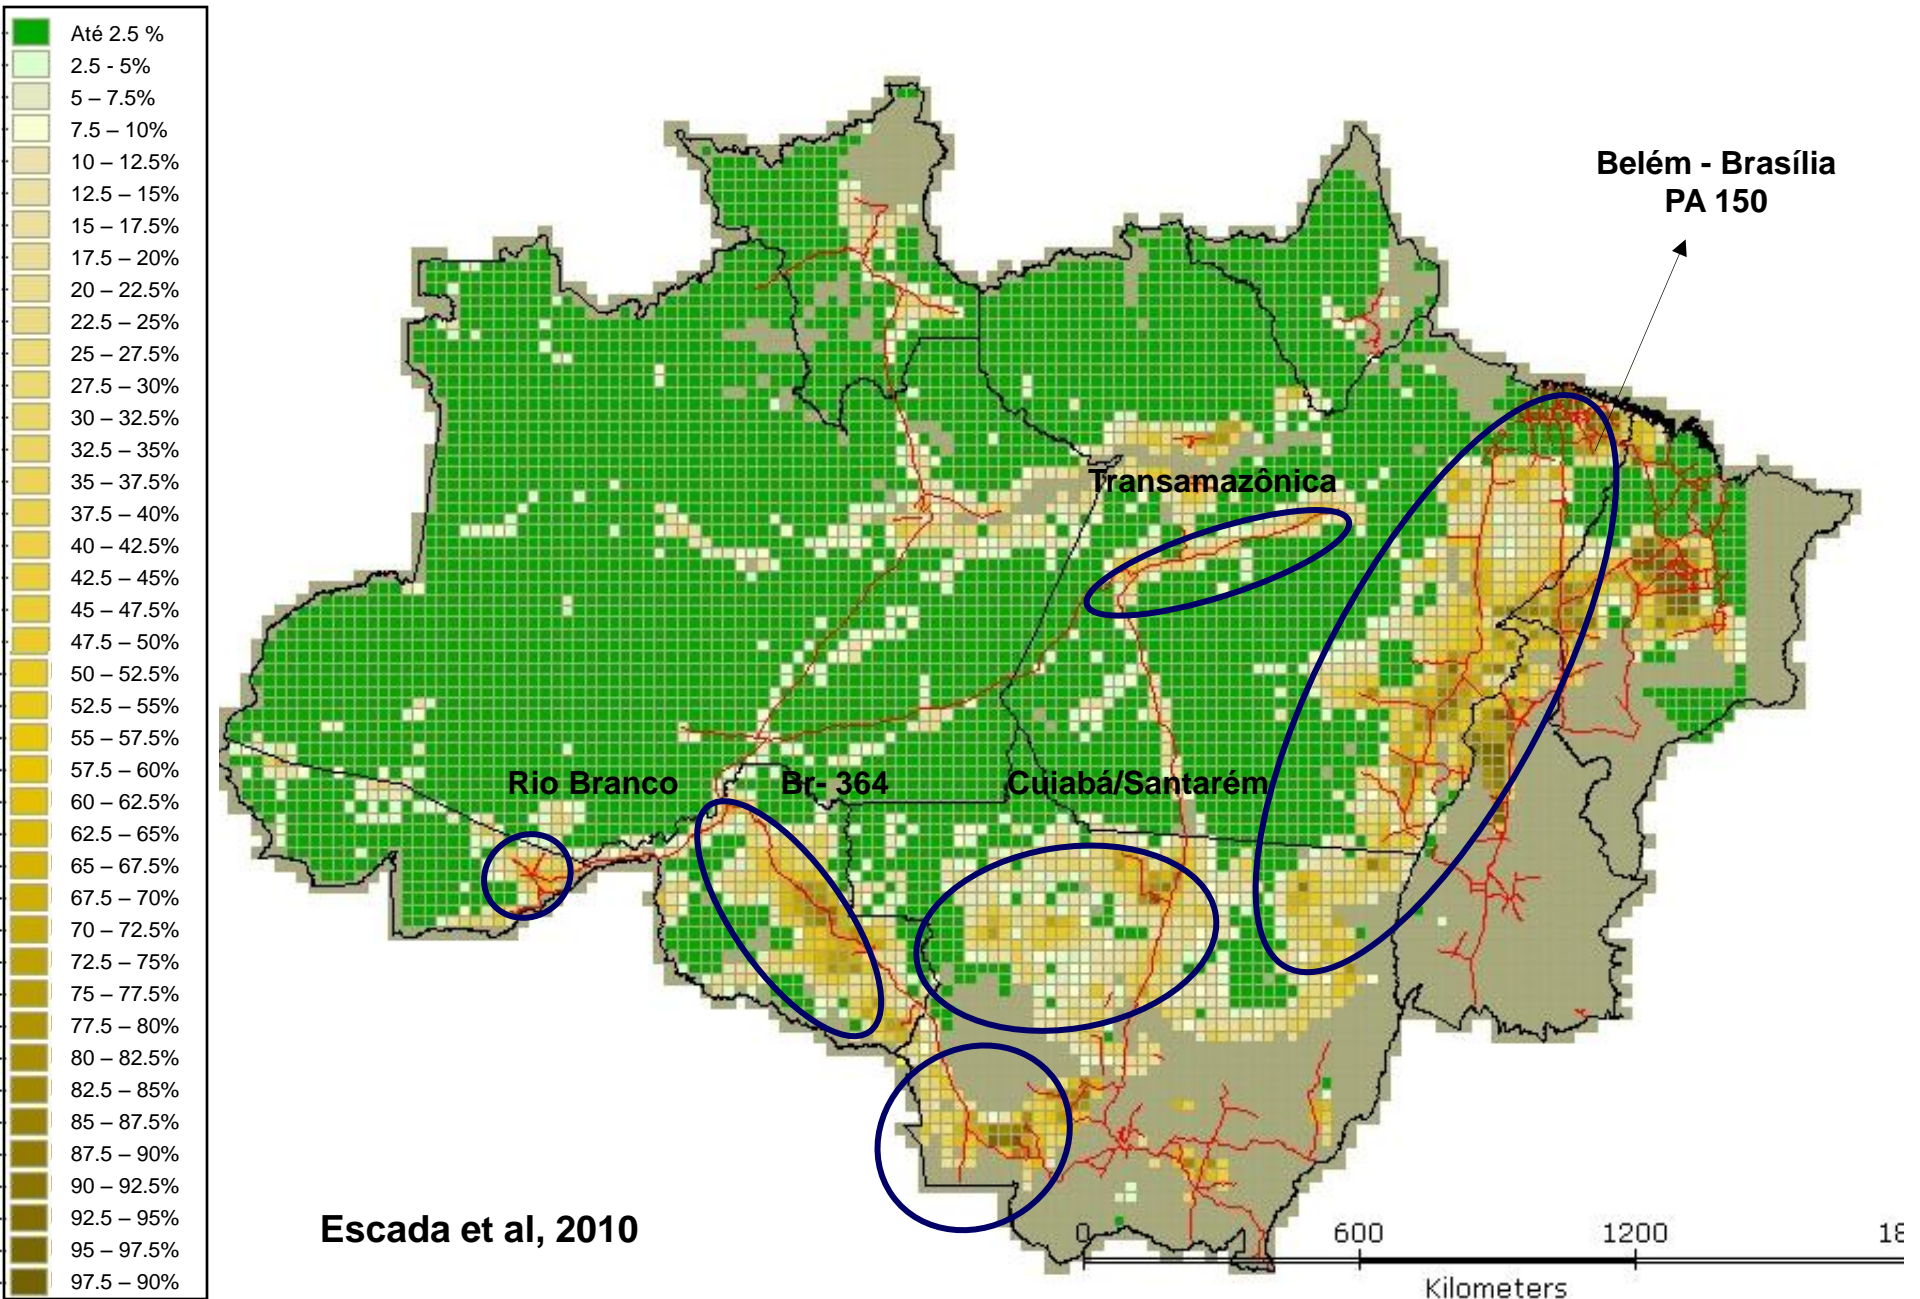 Até 2.5 %
2.5 - 5%
5 – 7.5%
7.5 – 10%
10 – 12.5%
12.5 – 15%
15 – 17.5%
17.5 – 20%
20 – 22.5%
22.5 – 25%
25 – 27.5%
27.5 – 30%
30 – 32.5%
32.5 – 35%
35 – 37.5%
37.5 – 40%
40 – 42.5%
42.5 – 45%
45 – 47.5%
47.5 – 50%
50 – 52.5%
52.5 – 55%
55 – 57.5%
57.5 – 60%
60 – 62.5%
62.5 – 65%
65 – 67.5%
67.5 – 70%
70 – 72.5%
72.5 – 75%
75 – 77.5%
77.5 – 80%
80 – 82.5%
82.5 – 85%
85 – 87.5%
87.5 – 90%
90 – 92.5%
92.5 – 95%
95 – 97.5%
97.5 – 90%
Belém - Brasília
PA 150
Transamazônica
Rio Branco
Br- 364
Cuiabá/Santarém
Escada et al, 2010
0 600 1200 18
Kilometers